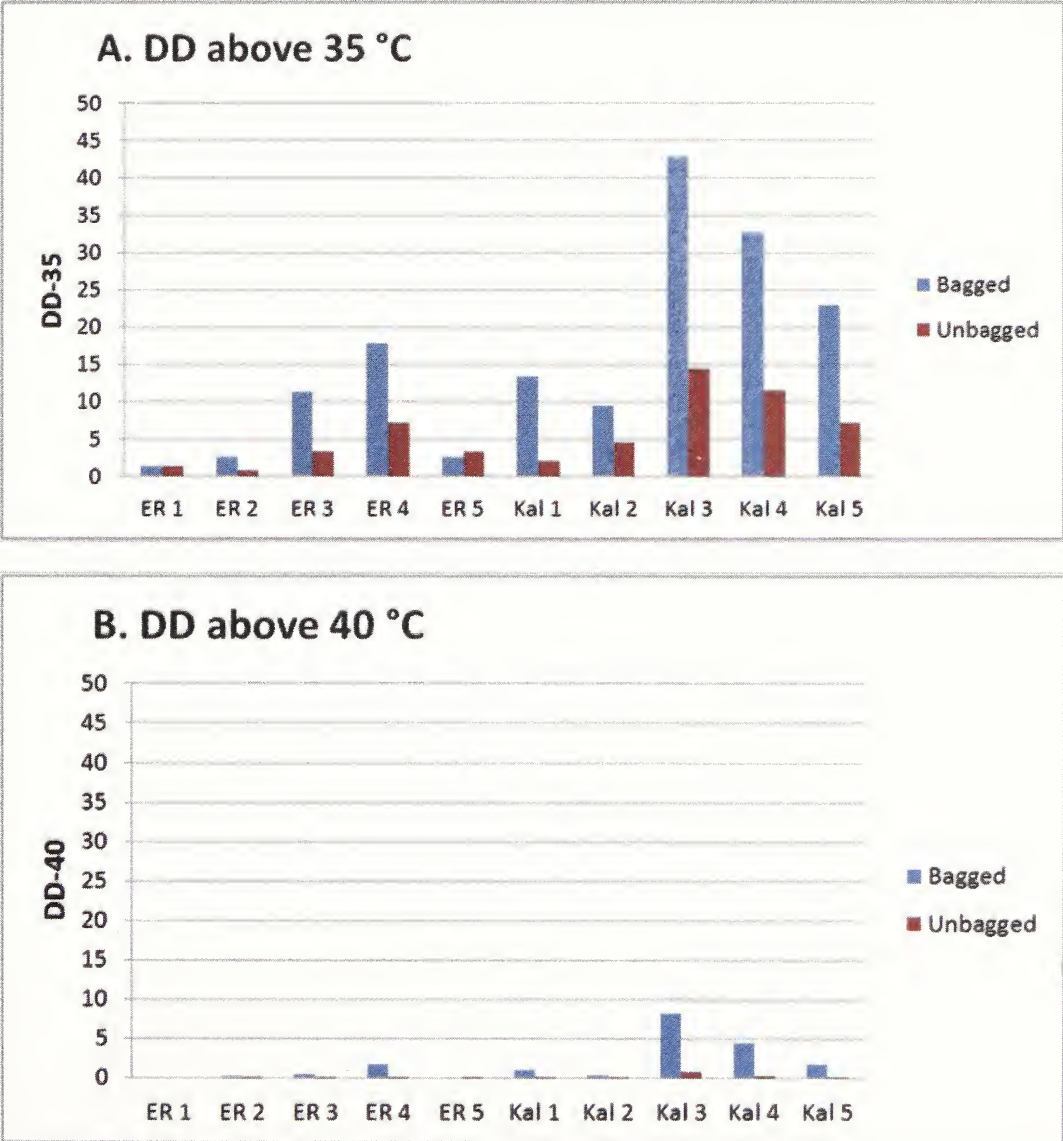 A. DD above 35 °C
50
45
40
35
30
25
20
15
10
5
0
DD-35
ER 1 ER 2 ER 3 ER 4 ER 5 Kal 1 Kal 2 Kal 3 Kal 4 Kal 5
Bagged
Unbagged
B. DD above 40 °C
50
45
40
35
30
25
20
15
10
5
0
DD-40
ER 1 ER 2 ER 3 ER 4 ER 5 Kal 1 Kal 2 Kal 3 Kal 4 Kal 5
Bagged
Unbagged